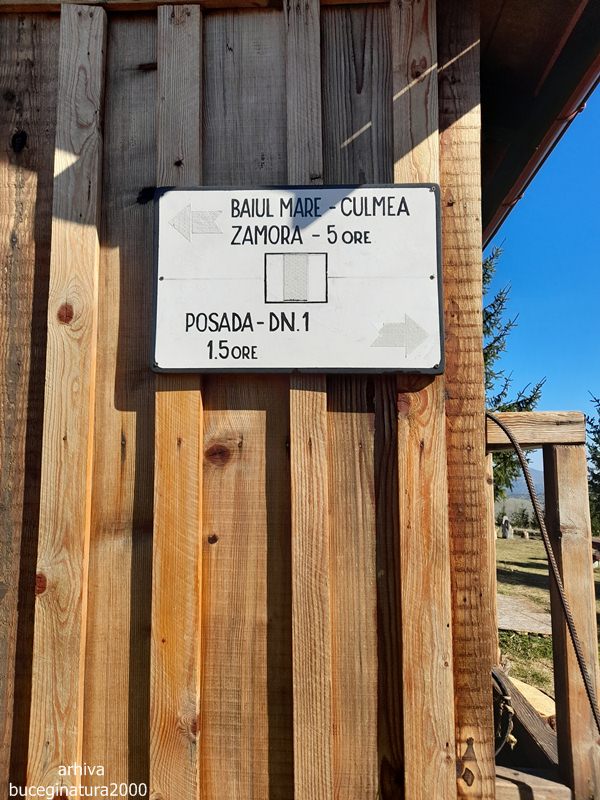 BAIUL MARE - CULMEA
ZAMORA - 5 ORE
POSADA - DN.1
1.5 ORE
arhiva
buceginatura2000